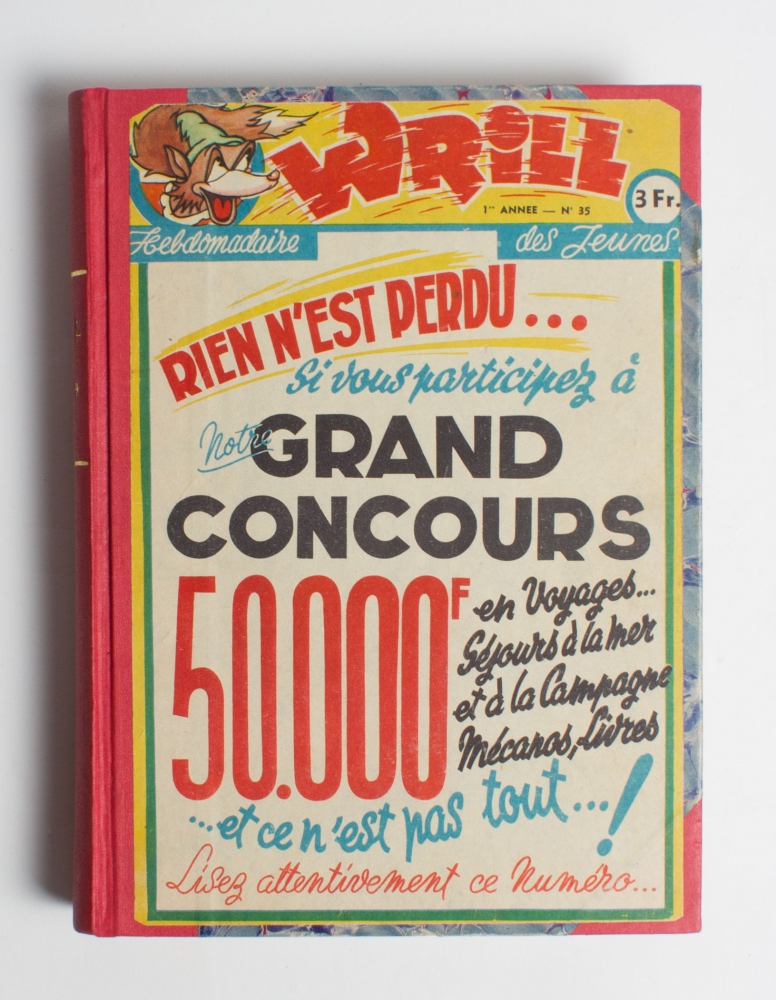 WRiLL
1re ANNEE — N° 35
3 Fr.
Hebdomadaire des Jeunes.
RIEN N'EST PERDU...
Si vous participez à
Notre GRAND
CONCOURS
50.000F
en Voyages...
Séjours à la mer
et à la Campagne
Mécanos, Livres
...et ce n'est pas tout...!
Lisez attentivement ce Numéro...